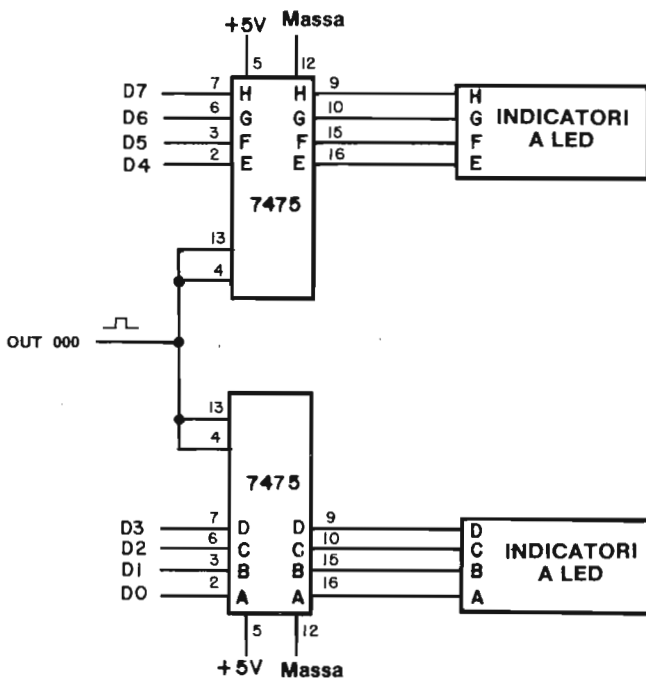 +5V Massa
5 12
D7 7 H H 9 H
D6 6 G G 10 G
D5 3 F F 15 F
D4 2 E E 16 E
INDICATORI
A LED
7475
13
4
OUT 000
13
4
7475
D3 7 D D 9 D
D2 6 C C 10 C
D1 3 B B 15 B
D0 2 A A 16 A
INDICATORI
A LED
5 12
+5V Massa